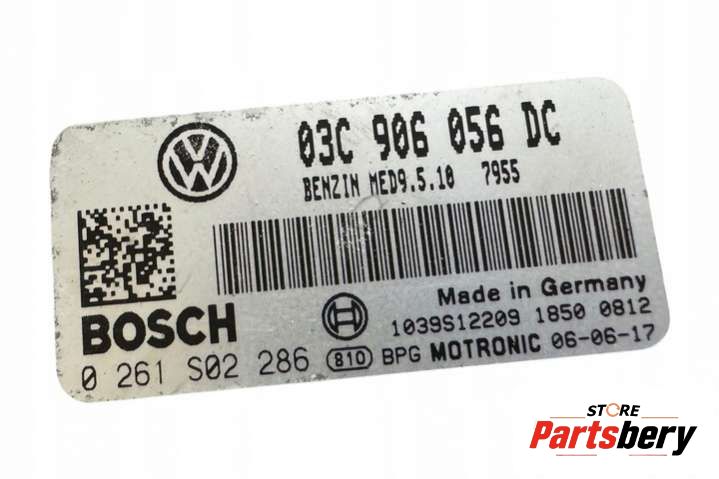 03C 906 056 DC
BENZIN MED9.5.10 7955
Made in Germany
BOSCH
1039S12209 1850 0812
0 261 S02 286 810 BPG MOTRONIC 06-06-17
STORE
Partsbery